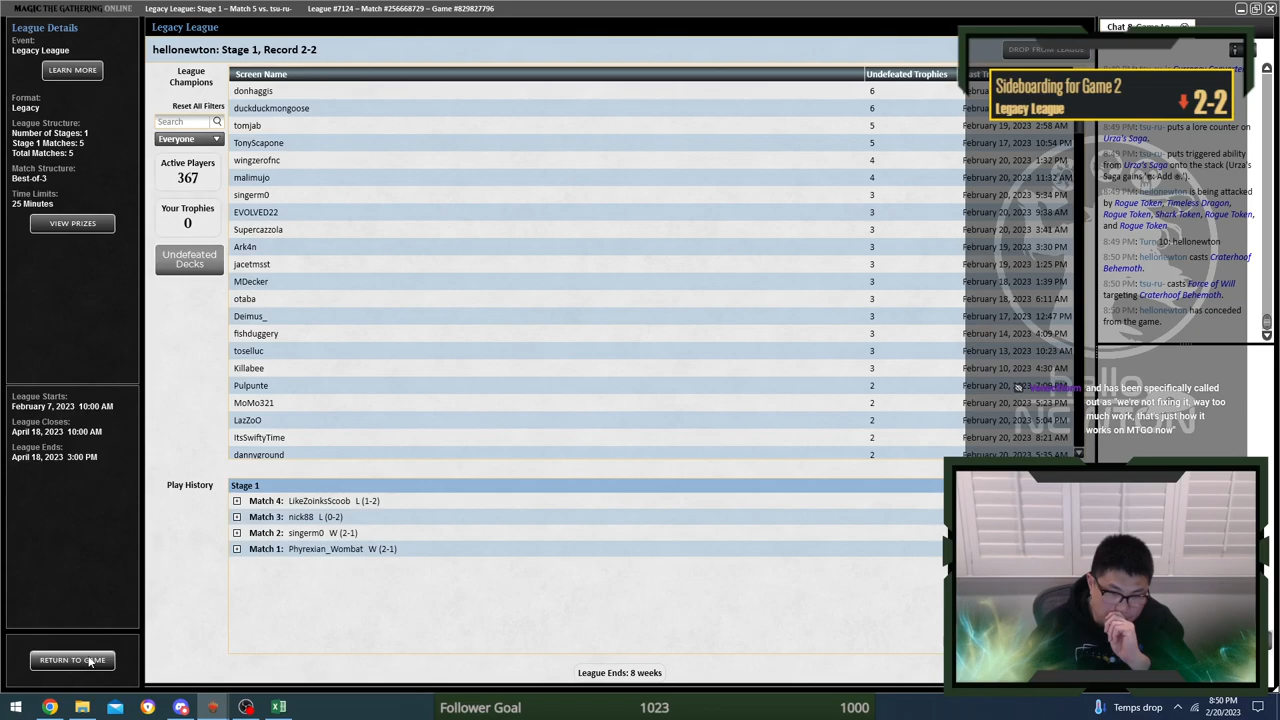 MAGIC THE GATHERING ONLINE
Legacy League: Stage 1 – Match 5 vs. tsu-ru-
League #7124 – Match #256668729 – Game #829827796
League Details
Event:
Legacy League
LEARN MORE
Format:
Legacy
League Structure:
Number of Stages: 1
Stage 1 Matches: 5
Total Matches: 5
Match Structure:
Best-of-3
Time Limits:
25 Minutes
VIEW PRIZES
League Starts:
February 7, 2023 10:00 AM
League Closes:
April 18, 2023 10:00 AM
League Ends:
April 18, 2023 3:00 PM
RETURN TO GAME
Legacy League
hellonewton: Stage 1, Record 2-2
DROP FROM LEAGUE
League
Champions
Reset All Filters
Search
Everyone
Active Players
367
Your Trophies
0
Undefeated
Decks
Screen Name Undefeated Trophies
donhaggis 6
duckduckmongoose 6
tomjab 5 February 19, 2023 2:58 AM
TonyScapone 5 February 17, 2023 10:54 PM
wingzerofnc 4 February 20, 2023 1:32 PM
malimujo 4 February 20, 2023 11:32 AM
singerm0 3 February 20, 2023 5:34 PM
EVOLVED22 3 February 20, 2023 9:38 AM
Supercazzola 3 February 20, 2023 3:41 AM
Ark4n 3 February 19, 2023 3:30 PM
jacetmsst 3 February 19, 2023 1:25 PM
MDecker 3 February 18, 2023 1:39 PM
otaba 3 February 18, 2023 6:11 AM
Deimus_ 3 February 17, 2023 12:47 PM
fishduggery 3 February 14, 2023 4:09 PM
toselluc 3 February 13, 2023 10:23 AM
Killabee 3 February 10, 2023 4:30 AM
Pulpunte 2 February 20, 2023 7:09 PM
MoMo321 2 February 20, 2023 5:23 PM
LazZoO 2 February 20, 2023 5:04 PM
ItsSwiftyTime 2 February 20, 2023 8:21 AM
dannyground 2 February 20, 2023 5:35 AM
Play History
Stage 1
Match 4: LikeZoinksScoob L (1-2)
Match 3: nick88 L (0-2)
Match 2: singerm0 W (2-1)
Match 1: Phyrexian_Wombat W (2-1)
League Ends: 8 weeks
Sideboarding for Game 2
Legacy League
2-2
8:49 PM: tsu-ru- puts a lore counter on
Urza's Saga.
8:49 PM: tsu-ru- puts triggered ability
from Urza's Saga onto the stack (Urza's
8:49 PM: hellonewton is being attacked
by Rogue Token, Timeless Dragon,
Rogue Token, Shark Token, Rogue Token,
and Rogue Token.
8:49 PM: Turn 10: hellonewton
8:50 PM: hellonewton casts Craterhoof
Behemoth.
8:50 PM: tsu-ru- casts Force of Will
targeting Craterhoof Behemoth.
8:50 PM: hellonewton has conceded
from the game.
hello
NEWTON
and has been specifically called
out as "we're not fixing it, way too
much work, that's just how it
works on MTGO now"
Follower Goal 1023 1000
Temps drop
8:50 PM
2/20/2023